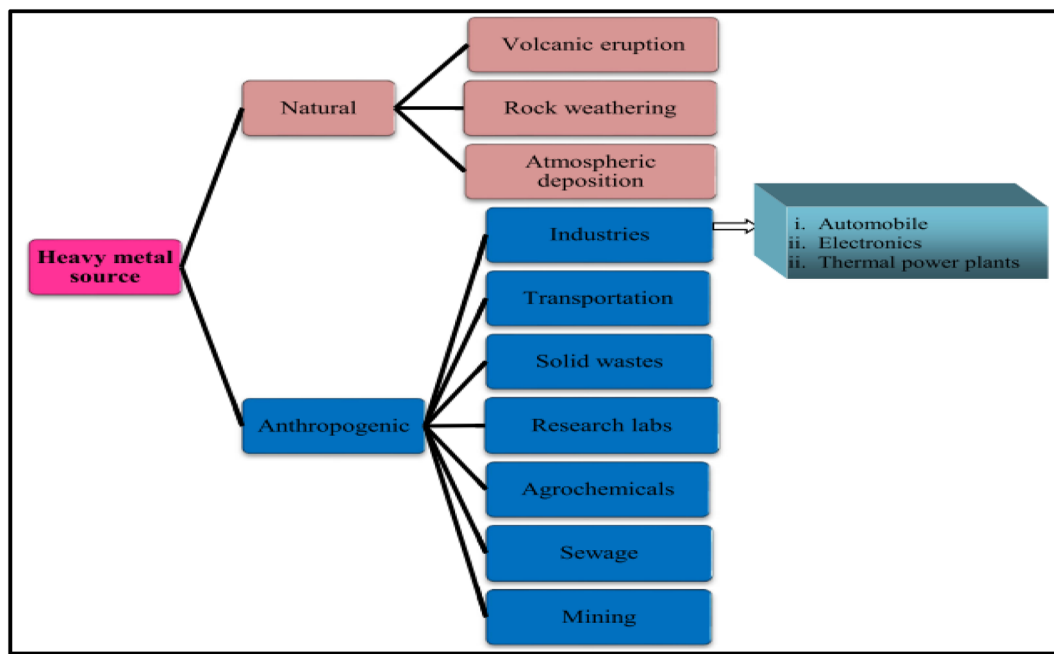 Volcanic eruption
Natural
Rock weathering
Atmospheric
deposition
Heavy metal
source
Industries
i. Automobile
ii. Electronics
ii. Thermal power plants
Transportation
Solid wastes
Anthropogenic
Research labs
Agrochemicals
Sewage
Mining